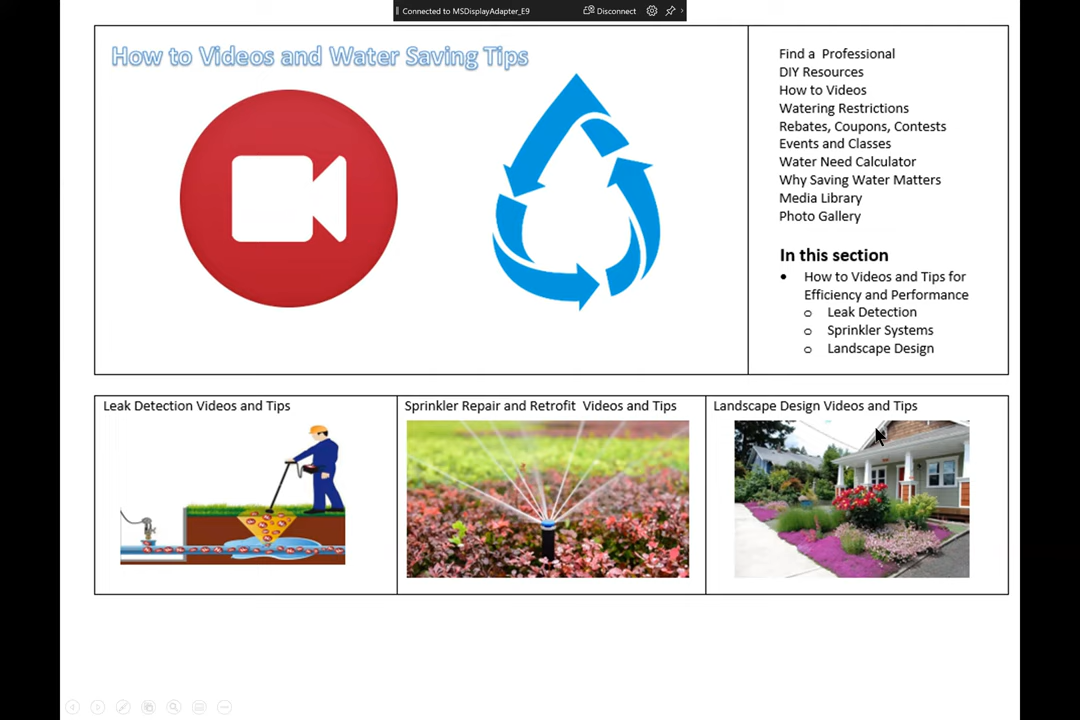 Connected to MSDisplayAdapter_E9
Disconnect
How to Videos and Water Saving Tips
Find a Professional
DIY Resources
How to Videos
Watering Restrictions
Rebates, Coupons, Contests
Events and Classes
Water Need Calculator
Why Saving Water Matters
Media Library
Photo Gallery
In this section
• How to Videos and Tips for
Efficiency and Performance
o Leak Detection
o Sprinkler Systems
o Landscape Design
Leak Detection Videos and Tips
Sprinkler Repair and Retrofit Videos and Tips
Landscape Design Videos and Tips